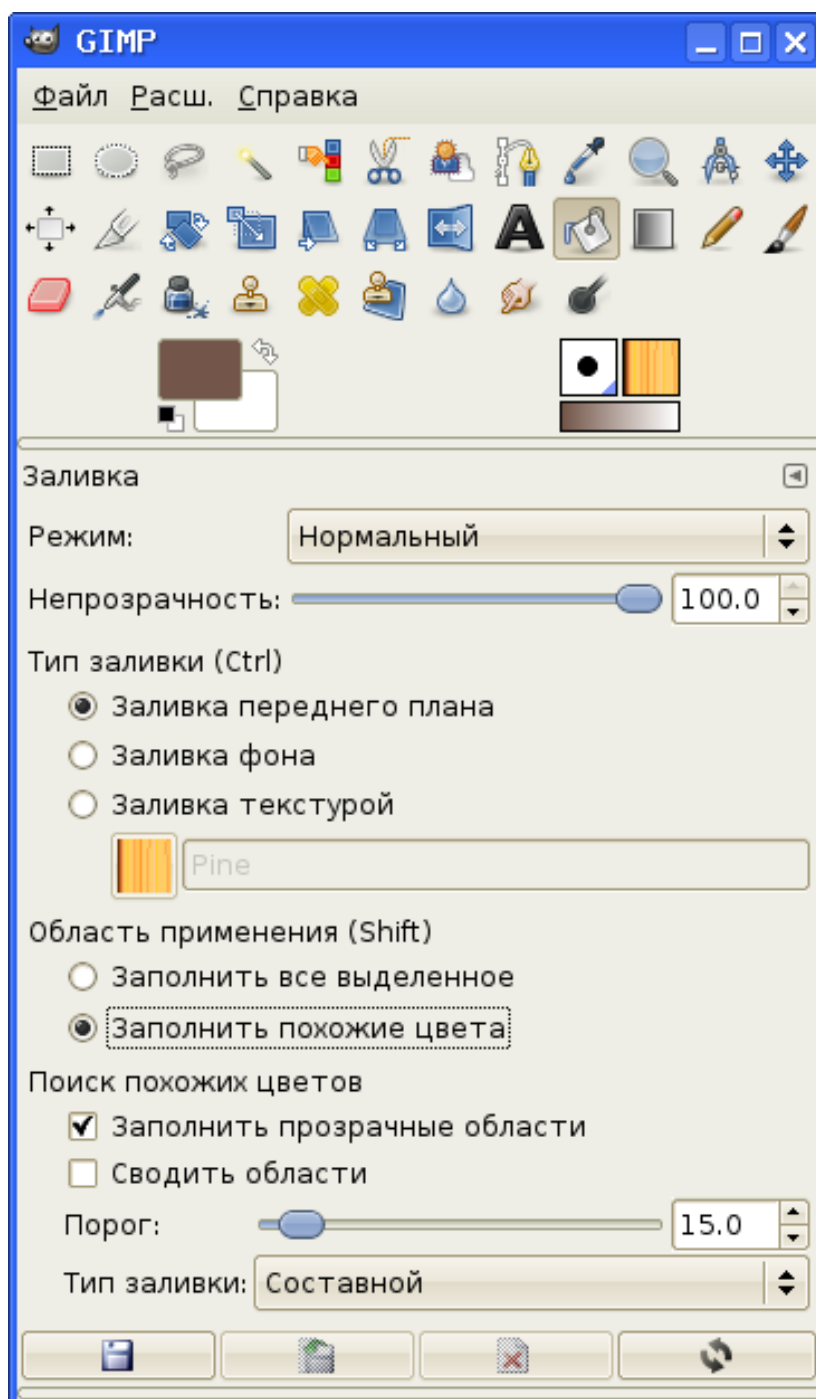 GIMP
Файл Расш. Справка
Заливка
Режим: Нормальный
Непрозрачность: 100.0
Тип заливки (Ctrl)
Заливка переднего плана
Заливка фона
Заливка текстурой
Pine
Область применения (Shift)
Заполнить все выделенное
Заполнить похожие цвета
Поиск похожих цветов
Заполнить прозрачные области
Сводить области
Порог: 15.0
Тип заливки: Составной